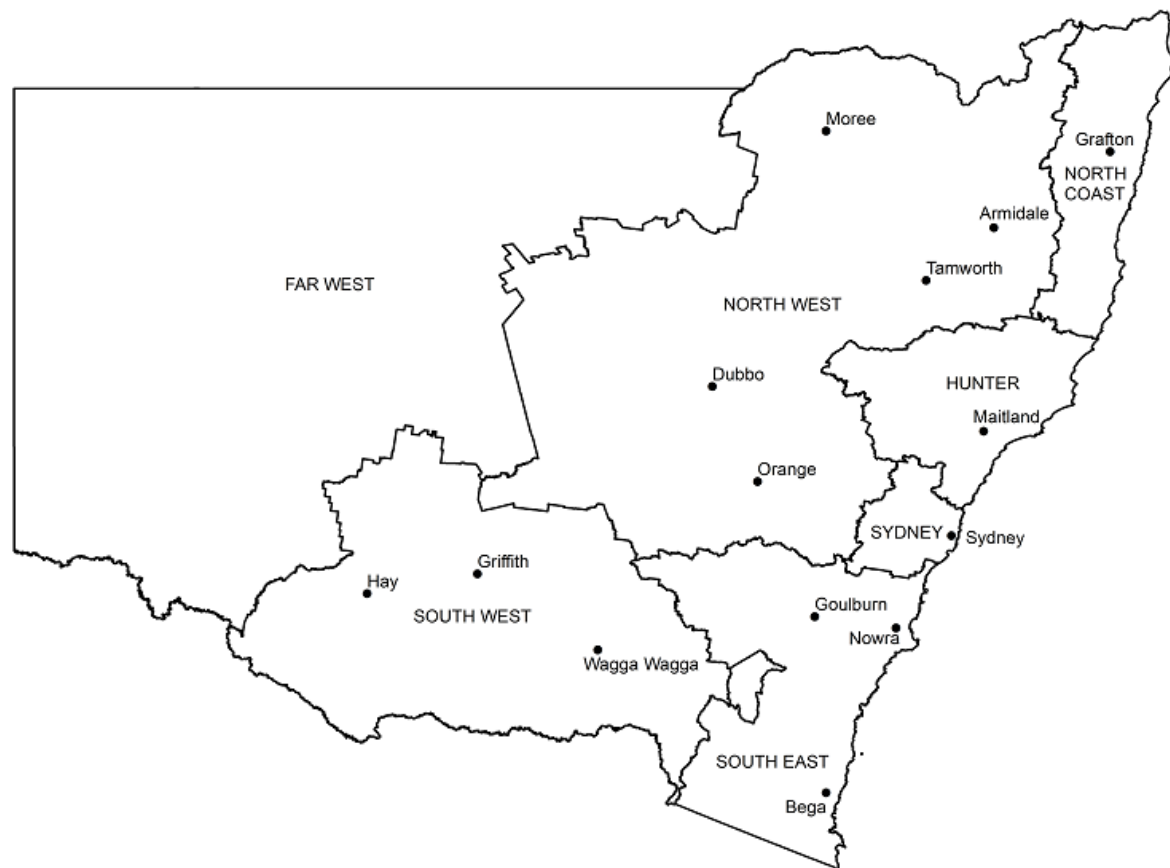 Moree
Grafton
NORTH
COAST
Armidale
Tamworth
FAR WEST
NORTH WEST
Dubbo
HUNTER
Maitland
Orange
SYDNEY
Sydney
Griffith
Hay
SOUTH WEST
Goulburn
Nowra
Wagga Wagga
SOUTH EAST
Bega